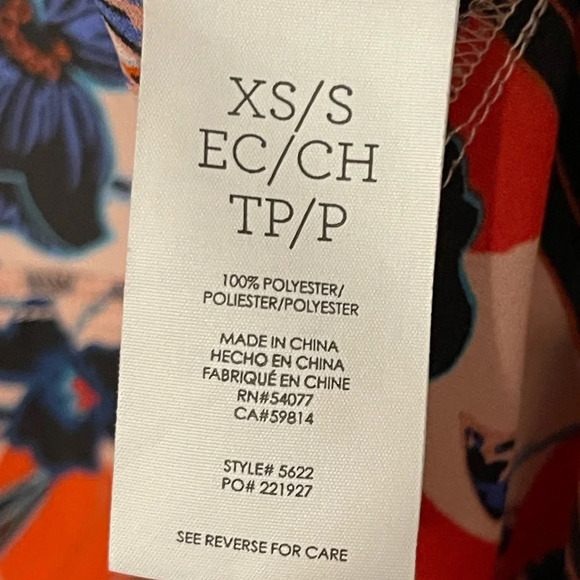 XS/S
EC/CH
TP/P
100% POLYESTER/
POLIESTER/POLYESTER
MADE IN CHINA
HECHO EN CHINA
FABRIQUÉ EN CHINE
RN#54077
CA#59814
STYLE# 5622
PO# 221927
SEE REVERSE FOR CARE